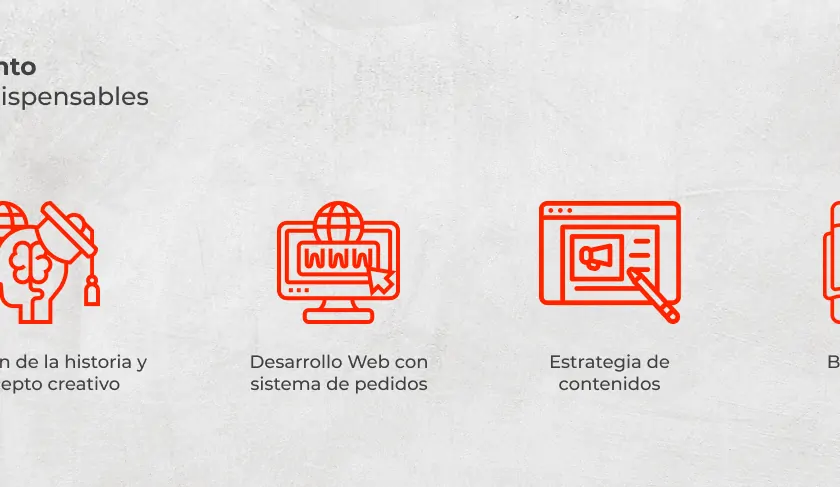 nto
ispensables
n de la historia y
epto creativo
Desarrollo Web con
sistema de pedidos
WWW
Estrategia de
contenidos
B